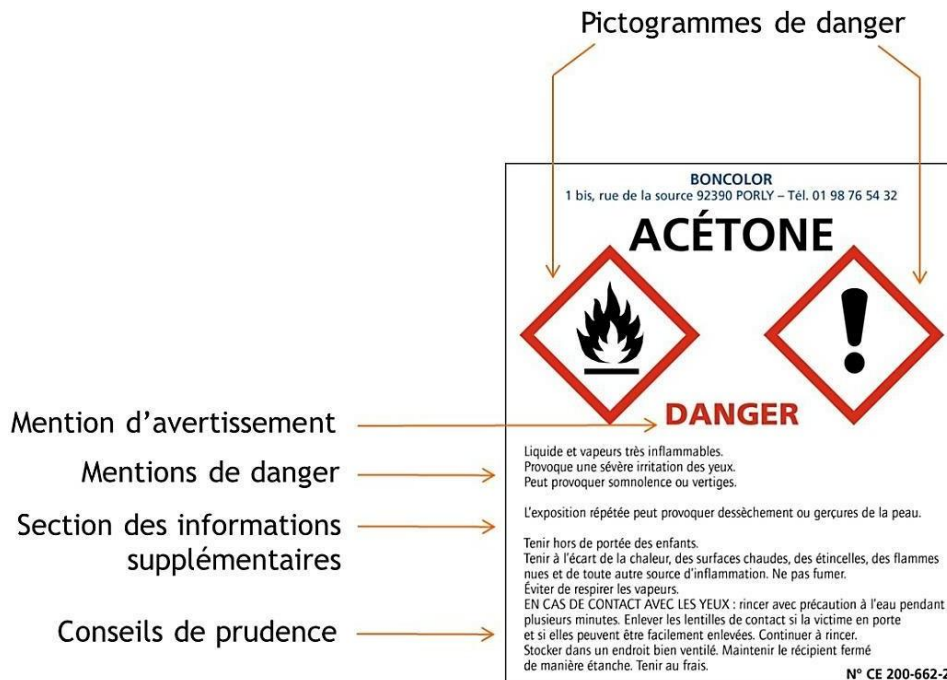 Pictogrammes de danger
BONCOLOR
1 bis, rue de la source 92390 PORLY – Tél. 01 98 76 54 32
ACÉTONE
DANGER
Mention d’avertissement
Mentions de danger
Section des informations
supplémentaires
Conseils de prudence
Liquide et vapeurs très inflammables.
Provoque une sévère irritation des yeux.
Peut provoquer somnolence ou vertiges.
L’exposition répétée peut provoquer dessèchement ou gerçures de la peau.
Tenir hors de portée des enfants.
Tenir à l’écart de la chaleur, des surfaces chaudes, des étincelles, des flammes
nues et de toute autre source d’inflammation. Ne pas fumer.
Éviter de respirer les vapeurs.
EN CAS DE CONTACT AVEC LES YEUX : rincer avec précaution à l’eau pendant
plusieurs minutes. Enlever les lentilles de contact si la victime en porte
et si elles peuvent être facilement enlevées. Continuer à rincer.
Stocker dans un endroit bien ventilé. Maintenir le récipient fermé
de manière étanche. Tenir au frais.
N° CE 200-662-2